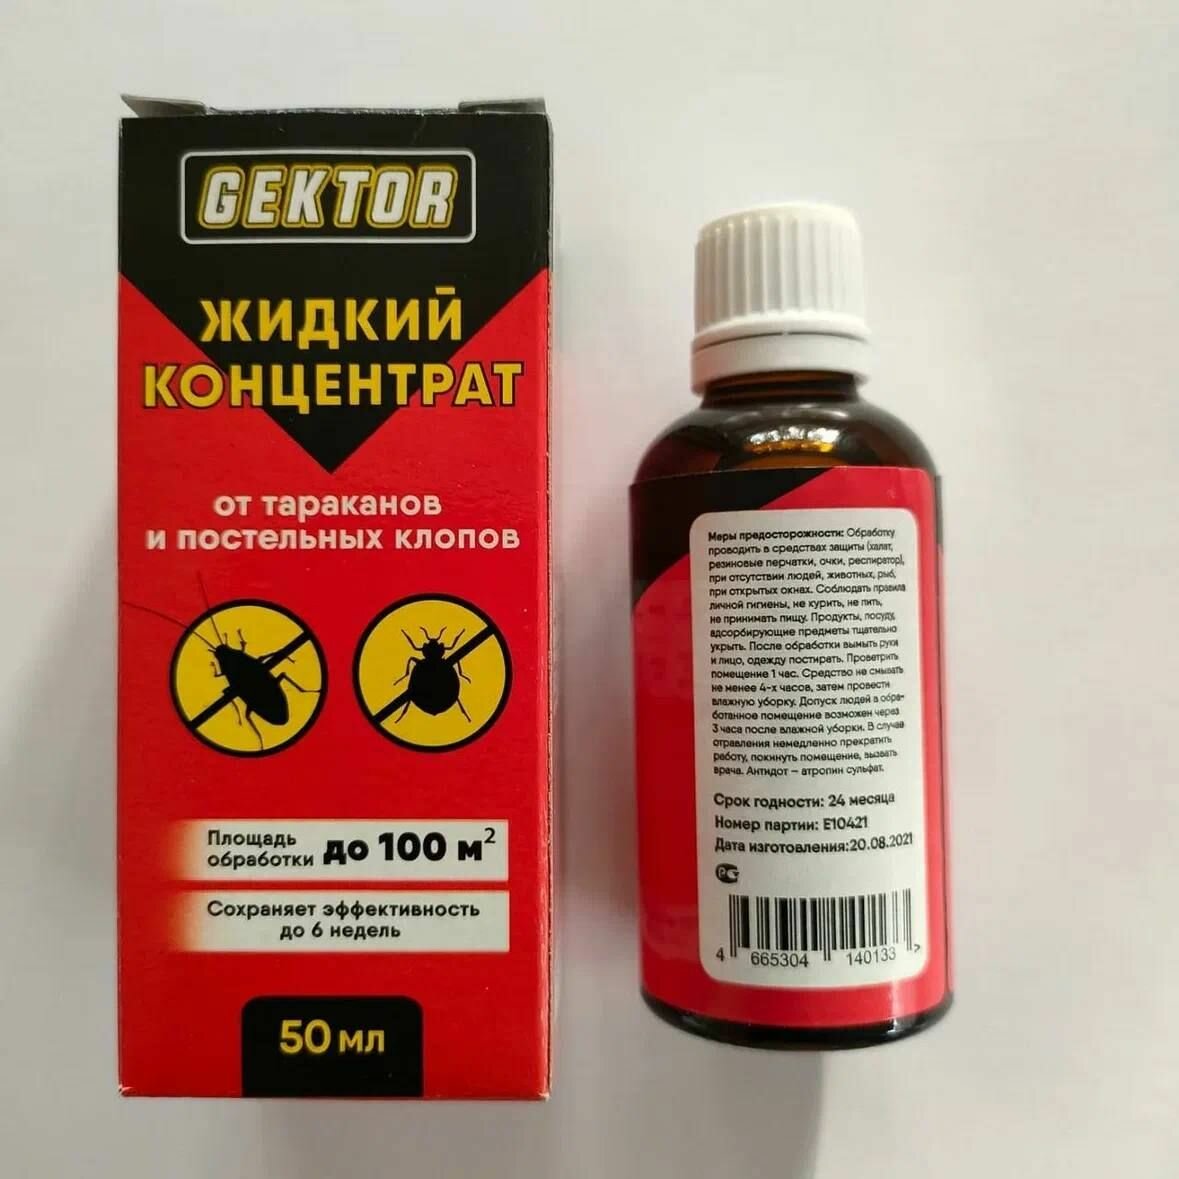 GEKTOR
ЖИДКИЙ
КОНЦЕНТРАТ
от тараканов
и постельных клопов
Площадь
обработки до 100 м²
Сохраняет эффективность
до 6 недель
50 мл
Меры предосторожности: Обработку
проводить в средствах защиты (халат,
резиновые перчатки, очки, респиратор),
при отсутствии людей, животных, рыб,
при открытых окнах. Соблюдать правила
личной гигиены, не курить, не пить,
не принимать пищу. Продукты, посуду,
адсорбирующие предметы тщательно
укрыть. После обработки вымыть руки
и лицо, одежду постирать. Проветрить
помещение 1 час. Средство не смывать
не менее 4-х часов, затем провести
влажную уборку. Допуск людей в обра-
ботанное помещение возможен через
3 часа после влажной уборки. В случае
отравления немедленно прекратить
работу, покинуть помещение, вызвать
врача. Антидот – атропин сульфат.
Срок годности: 24 месяца
Номер партии: E10421
Дата изготовления:20.08.2021
4 665304 140133 >